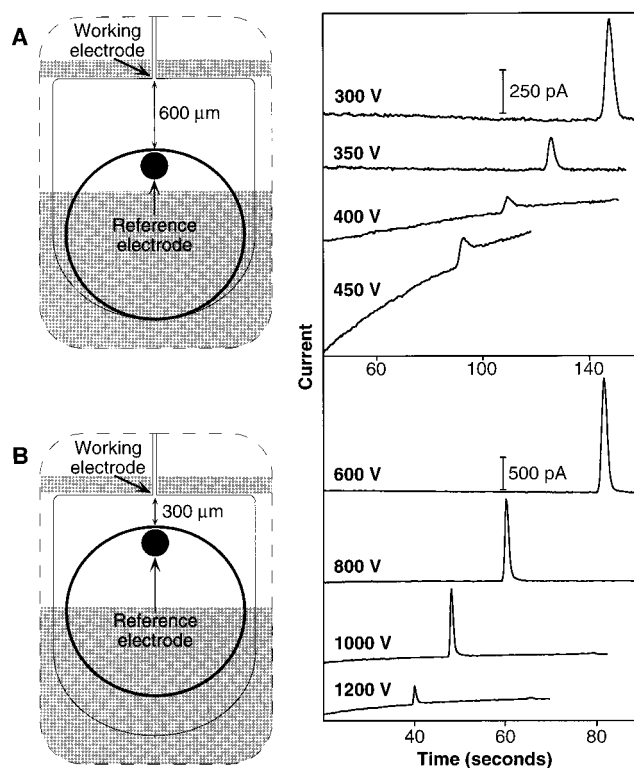 A
Working
electrode
600 μm
Reference
electrode
300 V
250 pA
350 V
400 V
450 V
60
100
140
Current
B
Working
electrode
300 μm
Reference
electrode
600 V
500 pA
800 V
1000 V
1200 V
40
60
80
Time (seconds)